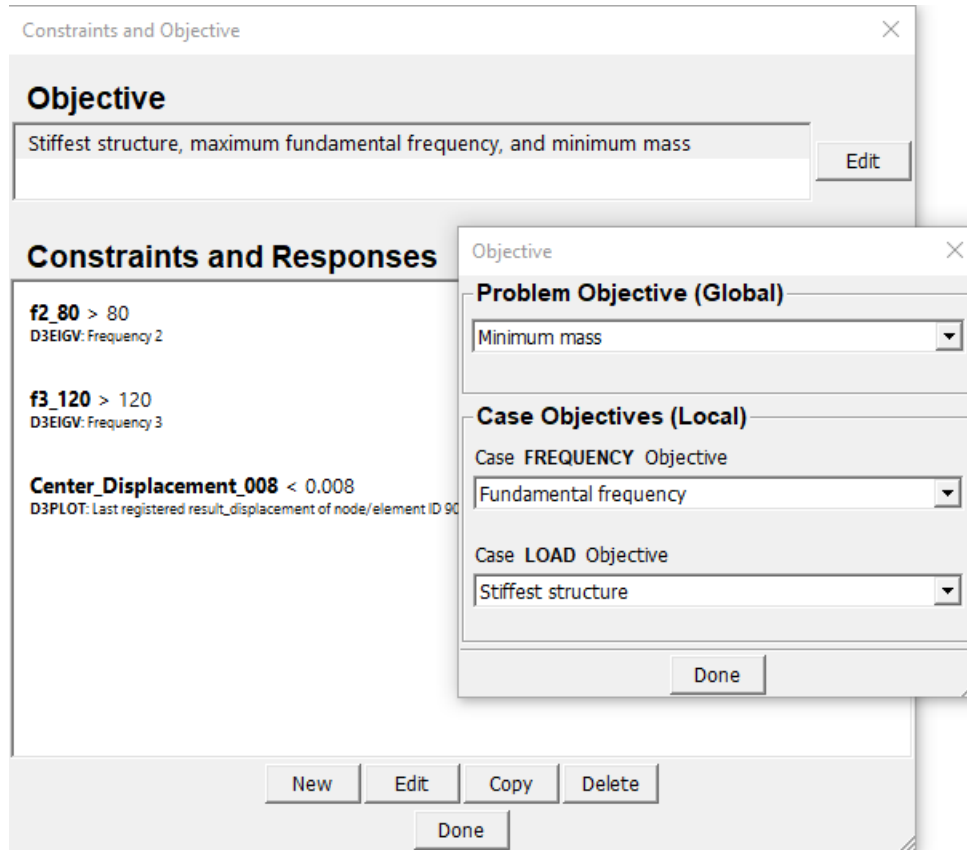 Constraints and Objective
Objective
Stiffest structure, maximum fundamental frequency, and minimum mass
Edit
Constraints and Responses
f2_80 > 80
D3EIGV: Frequency 2
f3_120 > 120
D3EIGV: Frequency 3
Center_Displacement_008 < 0.008
D3PLOT: Last registered result_displacement of node/element ID 90
Objective
Problem Objective (Global)
Minimum mass
Case Objectives (Local)
Case FREQUENCY Objective
Fundamental frequency
Case LOAD Objective
Stiffest structure
Done
New Edit Copy Delete
Done